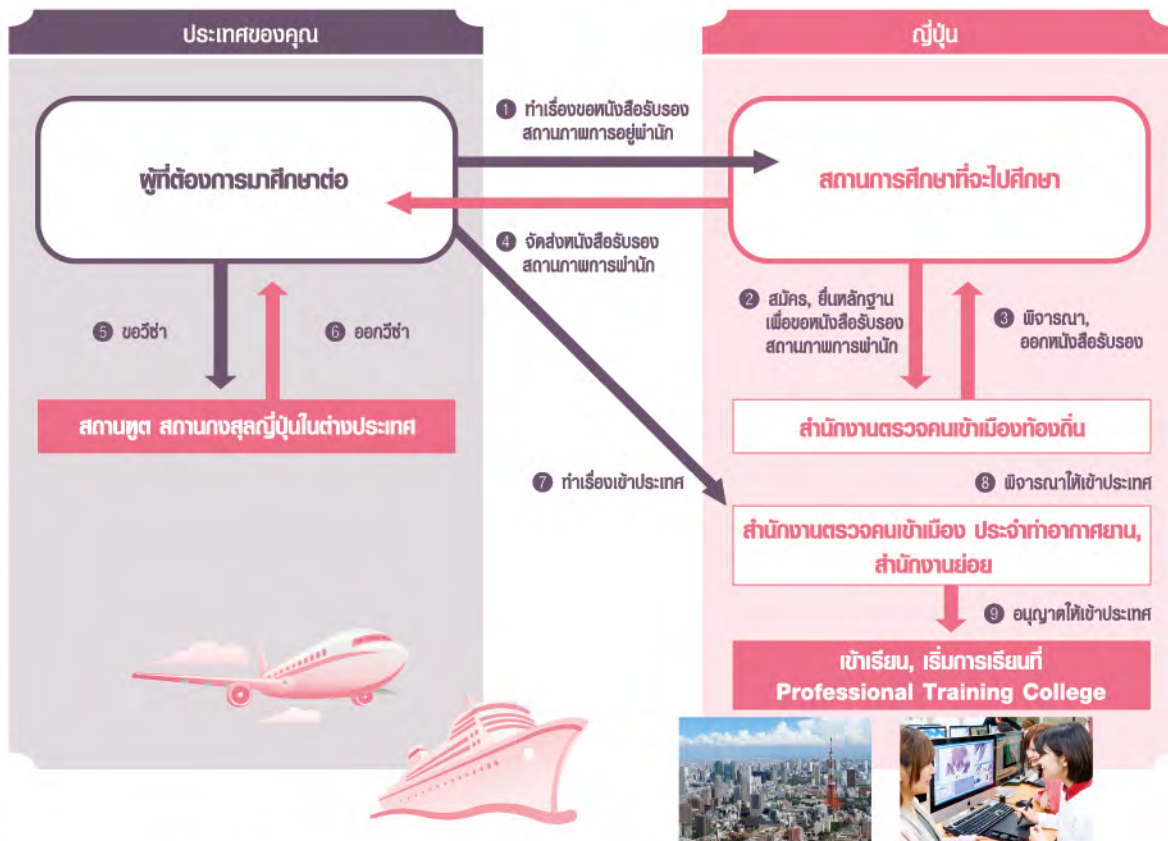 ประเทศของคุณ
ญี่ปุ่น
❶ ทำเรื่องขอหนังสือรับรอง
สถานภาพการอยู่พำนัก
ผู้ที่ต้องการมาศึกษาต่อ
สถานการศึกษาที่จะไปศึกษา
❹ จัดส่งหนังสือรับรอง
สถานภาพการพำนัก
❷ สมัคร, ยื่นหลักฐาน
เพื่อขอหนังสือรับรอง
สถานภาพการพำนัก
❸ พิจารณา,
ออกหนังสือรับรอง
❺ ขอวีซ่า
❻ ออกวีซ่า
สถานทูต สถานกงสุลญี่ปุ่นในต่างประเทศ
สำนักงานตรวจคนเข้าเมืองท้องถิ่น
❼ ทำเรื่องเข้าประเทศ
❽ พิจารณาให้เข้าประเทศ
สำนักงานตรวจคนเข้าเมือง ประจำท่าอากาศยาน,
สำนักงานย่อย
❾ อนุญาตให้เข้าประเทศ
เข้าเรียน, เริ่มการเรียนที่
Professional Training College